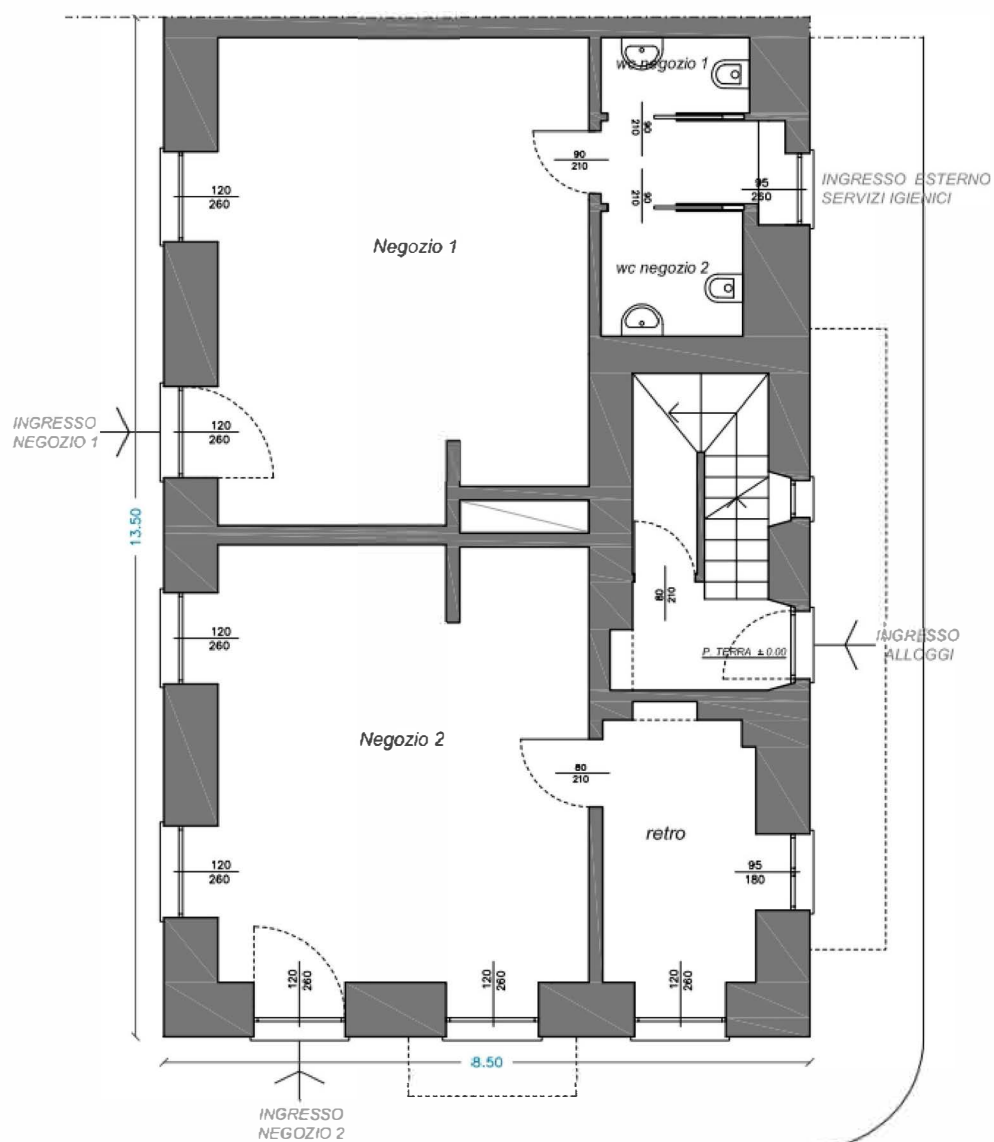 wc negozio 1
90
210
90
210
90
210
95
260
INGRESSO ESTERNO
SERVIZI IGIENICI
120
260
Negozio 1
wc negozio 2
INGRESSO
NEGOZIO 1
120
260
13.50
80
210
120
260
P. TERRA ± 0.00
INGRESSO
ALLOGGI
Negozio 2
80
210
retro
120
260
95
180
120
260
120
260
120
260
8.50
INGRESSO
NEGOZIO 2